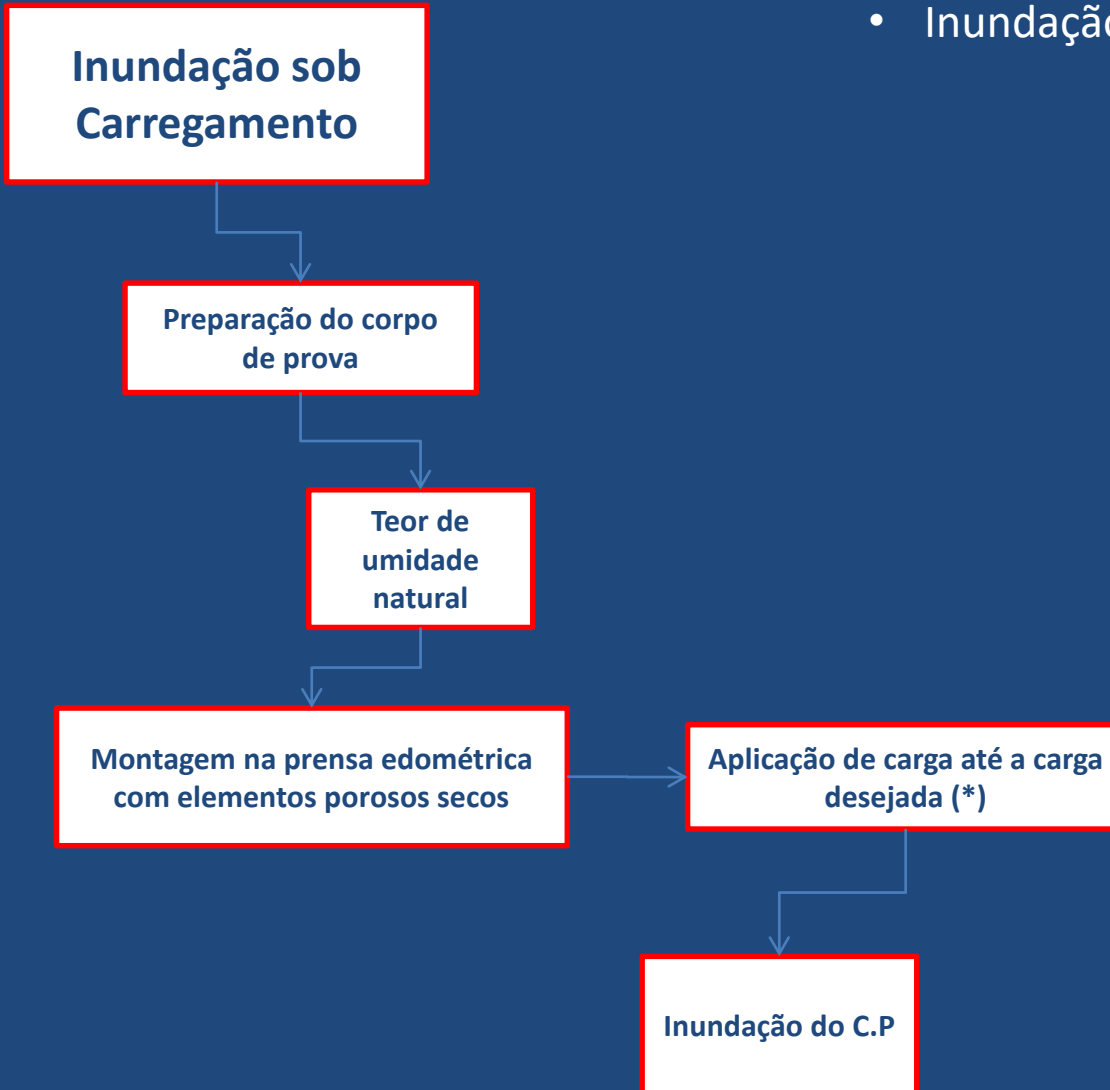 • Inundação
Inundação sob
Carregamento
Preparação do corpo
de prova
Teor de
umidade
natural
Montagem na prensa edométrica
com elementos porosos secos
Aplicação de carga até a carga
desejada (*)
Inundação do C.P